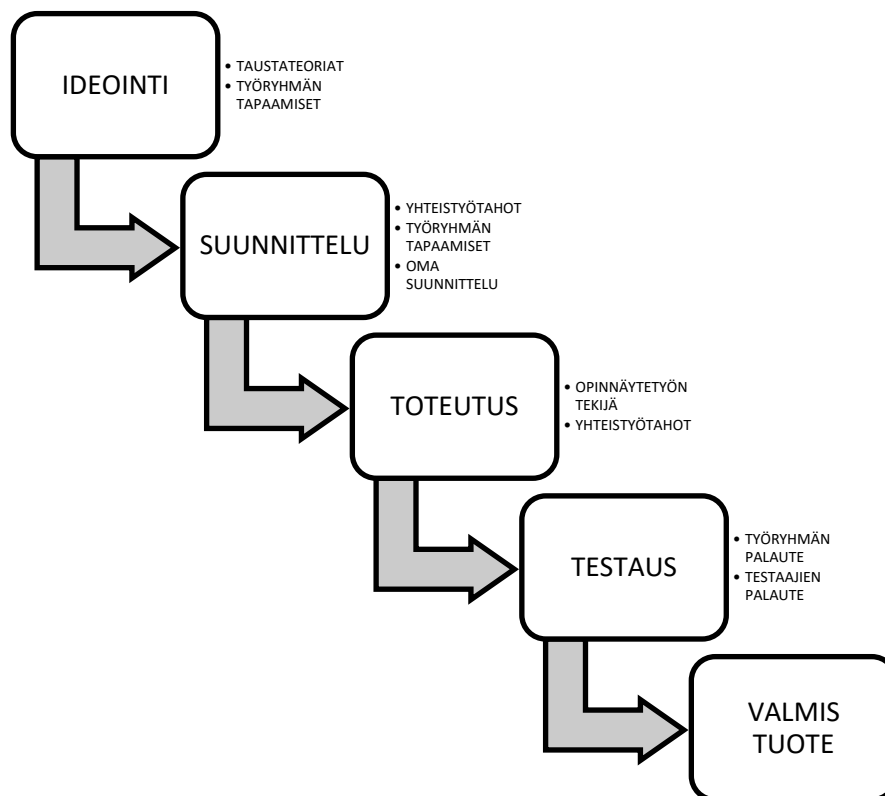 IDEOINTI
• TAUSTATEORIAT
• TYÖRYHMÄN
TAPAAMISET
SUUNNITTELU
• YHTEISTYÖTAHOT
• TYÖRYHMÄN
TAPAAMISET
• OMA
SUUNNITTELU
TOTEUTUS
• OPINNÄYTETYÖN
TEKIJÄ
• YHTEISTYÖTAHOT
TESTAUS
• TYÖRYHMÄN
PALAUTE
• TESTAAJIEN
PALAUTE
VALMIS
TUOTE